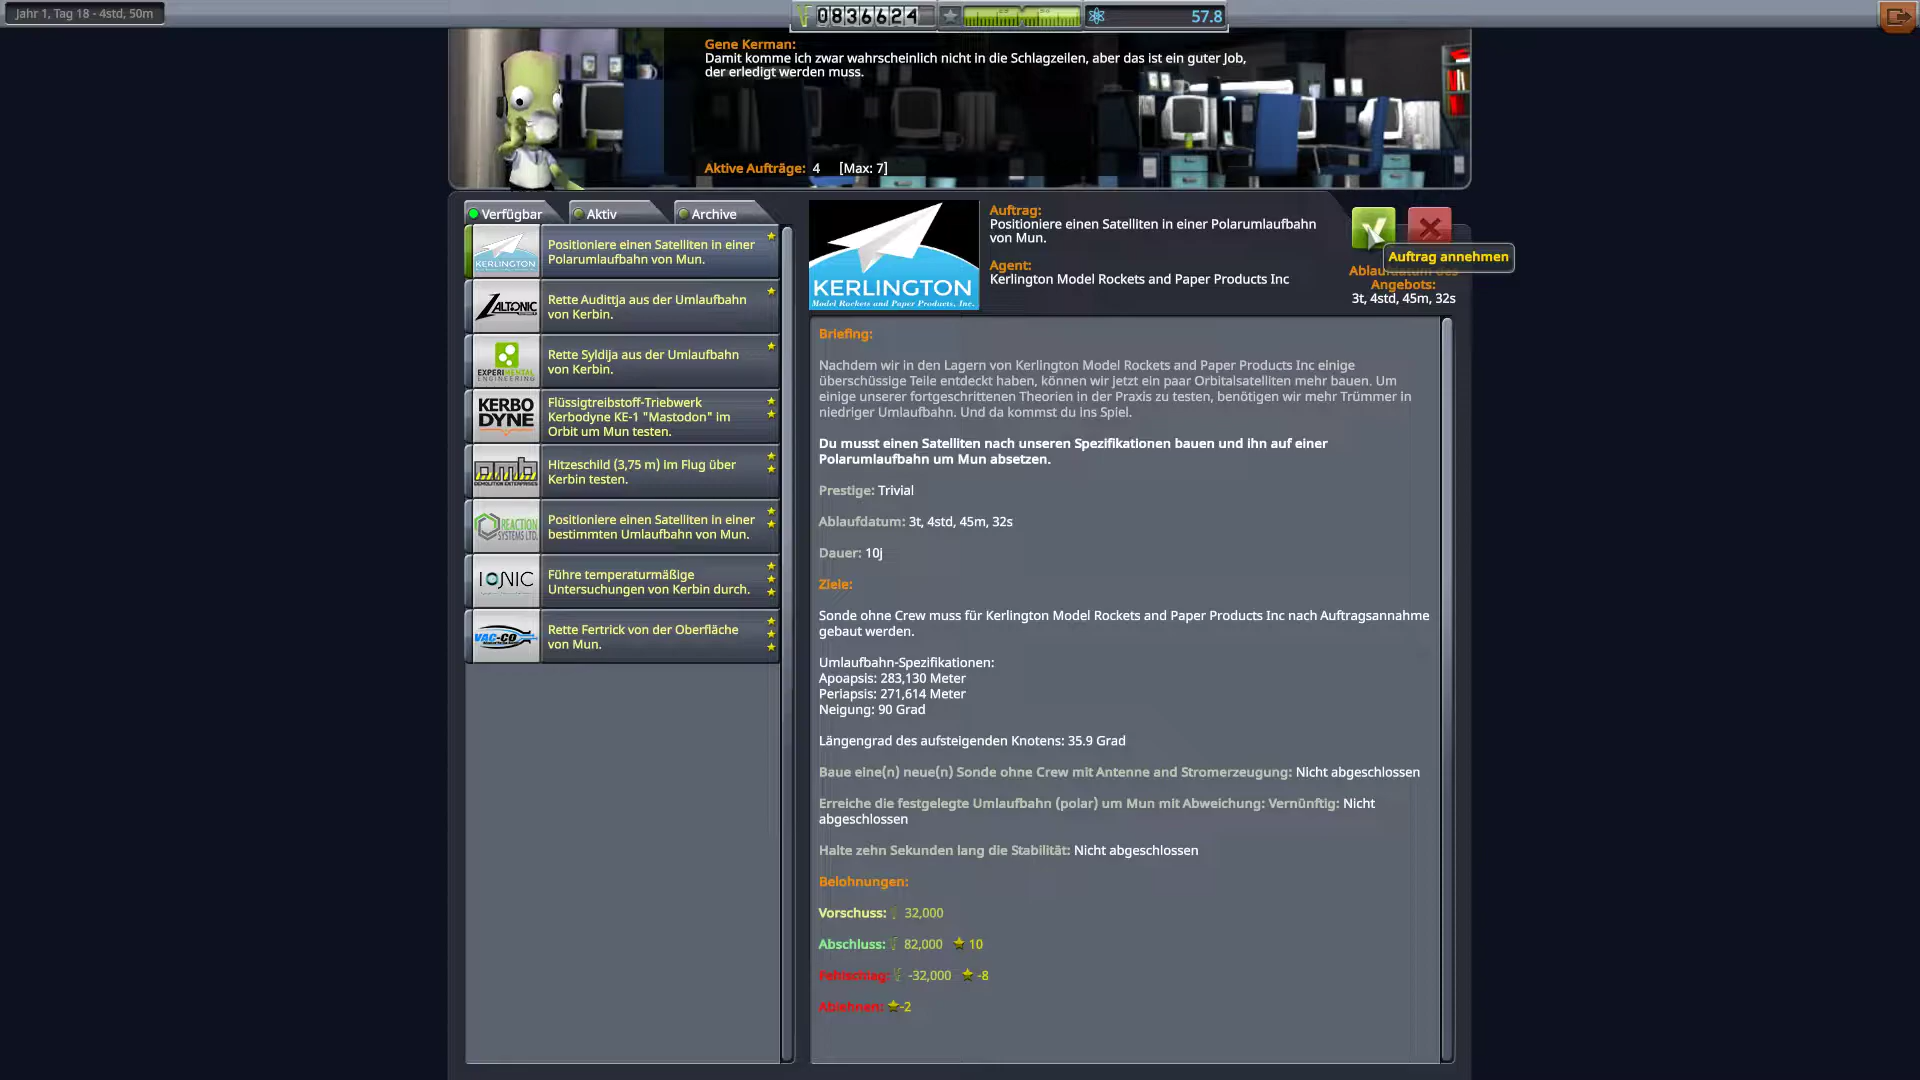 Jahr 1, Tag 18 - 4std, 50m
0836624
57.8
Gene Kerman:
Damit komme ich zwar wahrscheinlich nicht in die Schlagzeilen, aber das ist ein guter Job,
der erledigt werden muss.
Aktive Aufträge: 4 [Max: 7]
Verfügbar
Aktiv
Archive
KERLINGTON
Positioniere einen Satelliten in einer
Polarumlaufbahn von Mun.
ZALTONIC
Rette Audittja aus der Umlaufbahn
von Kerbin.
EXPERIMENTAL
ENGINEERING
Rette Syldija aus der Umlaufbahn
von Kerbin.
KERBO
DYNE
Flüssigtreibstoff-Triebwerk
Kerbodyne KE-1 "Mastodon" im
Orbit um Mun testen.
Hitzeschild (3,75 m) im Flug über
Kerbin testen.
REACTION
SYSTEMS LTD.
Positioniere einen Satelliten in einer
bestimmten Umlaufbahn von Mun.
IONIC
Führe temperaturmäßige
Untersuchungen von Kerbin durch.
VAC-CO
Rette Fertrick von der Oberfläche
von Mun.
KERLINGTON
Model Rockets and Paper Products, Inc.
Auftrag:
Positioniere einen Satelliten in einer Polarumlaufbahn
von Mun.
Agent:
Kerlington Model Rockets and Paper Products Inc
Auftrag annehmen
Ablaufdatum des
Angebots:
3t, 4std, 45m, 32s
Briefing:
Nachdem wir in den Lagern von Kerlington Model Rockets and Paper Products Inc einige
überschüssige Teile entdeckt haben, können wir jetzt ein paar Orbitalsatelliten mehr bauen. Um
einige unserer fortgeschrittenen Theorien in der Praxis zu testen, benötigen wir mehr Trümmer in
niedriger Umlaufbahn. Und da kommst du ins Spiel.
Du musst einen Satelliten nach unseren Spezifikationen bauen und ihn auf einer
Polarumlaufbahn um Mun absetzen.
Prestige: Trivial
Ablaufdatum: 3t, 4std, 45m, 32s
Dauer: 10j
Ziele:
Sonde ohne Crew muss für Kerlington Model Rockets and Paper Products Inc nach Auftragsannahme
gebaut werden.
Umlaufbahn-Spezifikationen:
Apoapsis: 283,130 Meter
Periapsis: 271,614 Meter
Neigung: 90 Grad
Längengrad des aufsteigenden Knotens: 35.9 Grad
Baue eine(n) neue(n) Sonde ohne Crew mit Antenne and Stromerzeugung: Nicht abgeschlossen
Erreiche die festgelegte Umlaufbahn (polar) um Mun mit Abweichung: Vernünftig: Nicht
abgeschlossen
Halte zehn Sekunden lang die Stabilität: Nicht abgeschlossen
Belohnungen:
Vorschuss: 32,000
Abschluss: 82,000 10
Fehlschlag: -32,000 -8
Ablehnen: -2